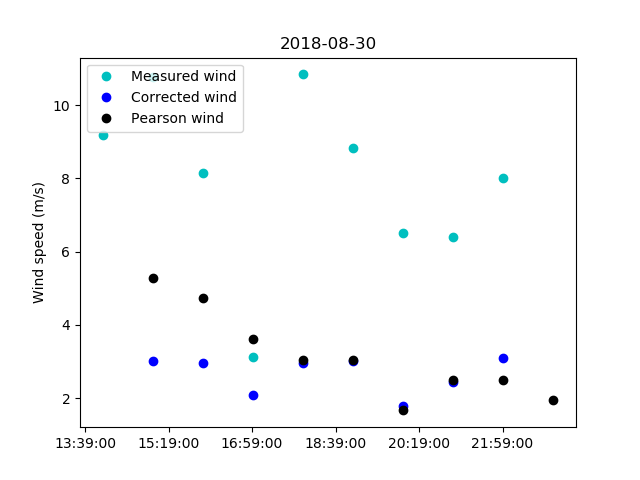 2018-08-30
Measured wind
Corrected wind
Pearson wind
Wind speed (m/s)
10
8
6
4
2
13:39:00 15:19:00 16:59:00 18:39:00 20:19:00 21:59:00